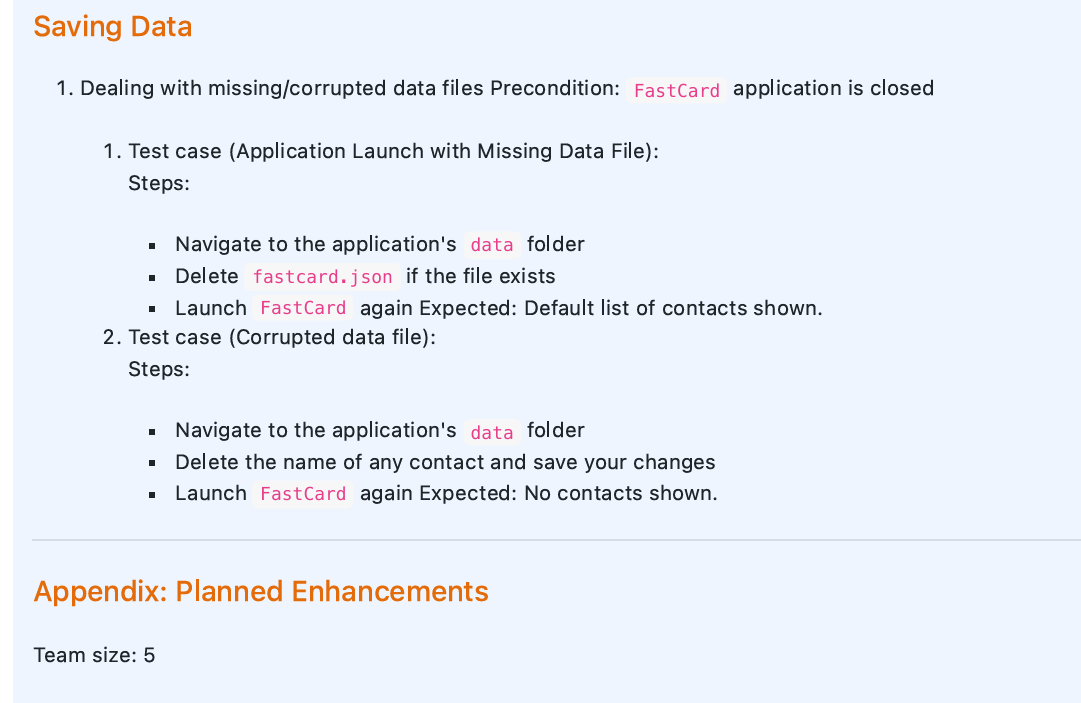 Saving Data
1. Dealing with missing/corrupted data files Precondition: FastCard application is closed
1. Test case (Application Launch with Missing Data File):
Steps:
▪ Navigate to the application's data folder
▪ Delete fastcard.json if the file exists
▪ Launch FastCard again Expected: Default list of contacts shown.
2. Test case (Corrupted data file):
Steps:
▪ Navigate to the application's data folder
▪ Delete the name of any contact and save your changes
▪ Launch FastCard again Expected: No contacts shown.
Appendix: Planned Enhancements
Team size: 5